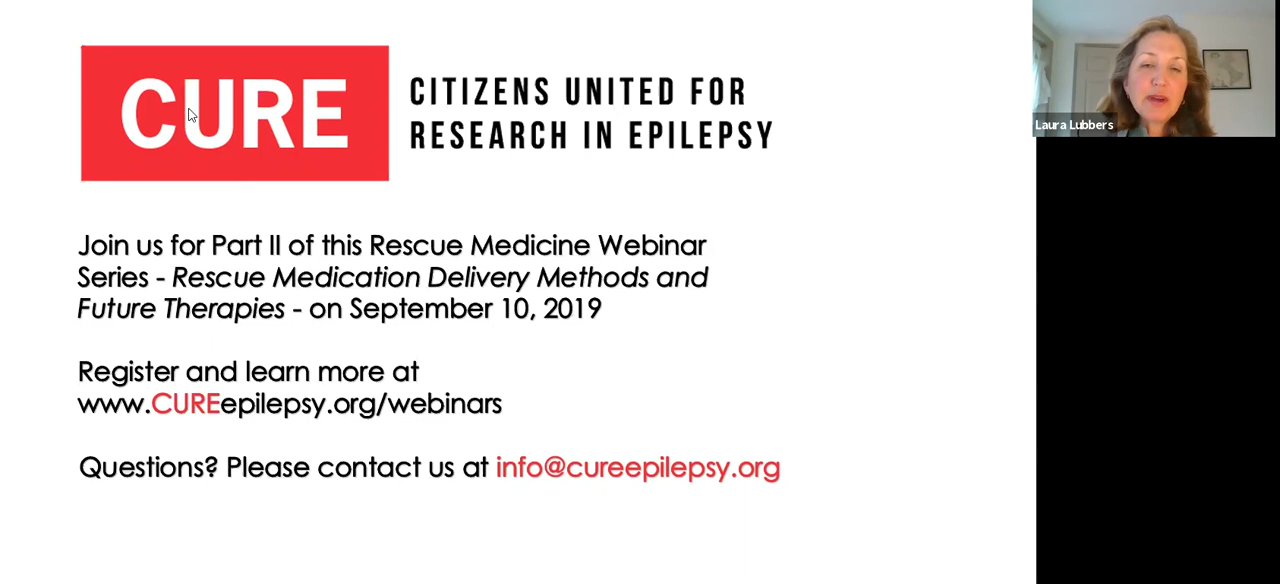 CURE
CITIZENS UNITED FOR
RESEARCH IN EPILEPSY
Laura Lubbers
Join us for Part II of this Rescue Medicine Webinar
Series - Rescue Medication Delivery Methods and
Future Therapies - on September 10, 2019
Register and learn more at
www.CUREepilepsy.org/webinars
Questions? Please contact us at info@cureepilepsy.org